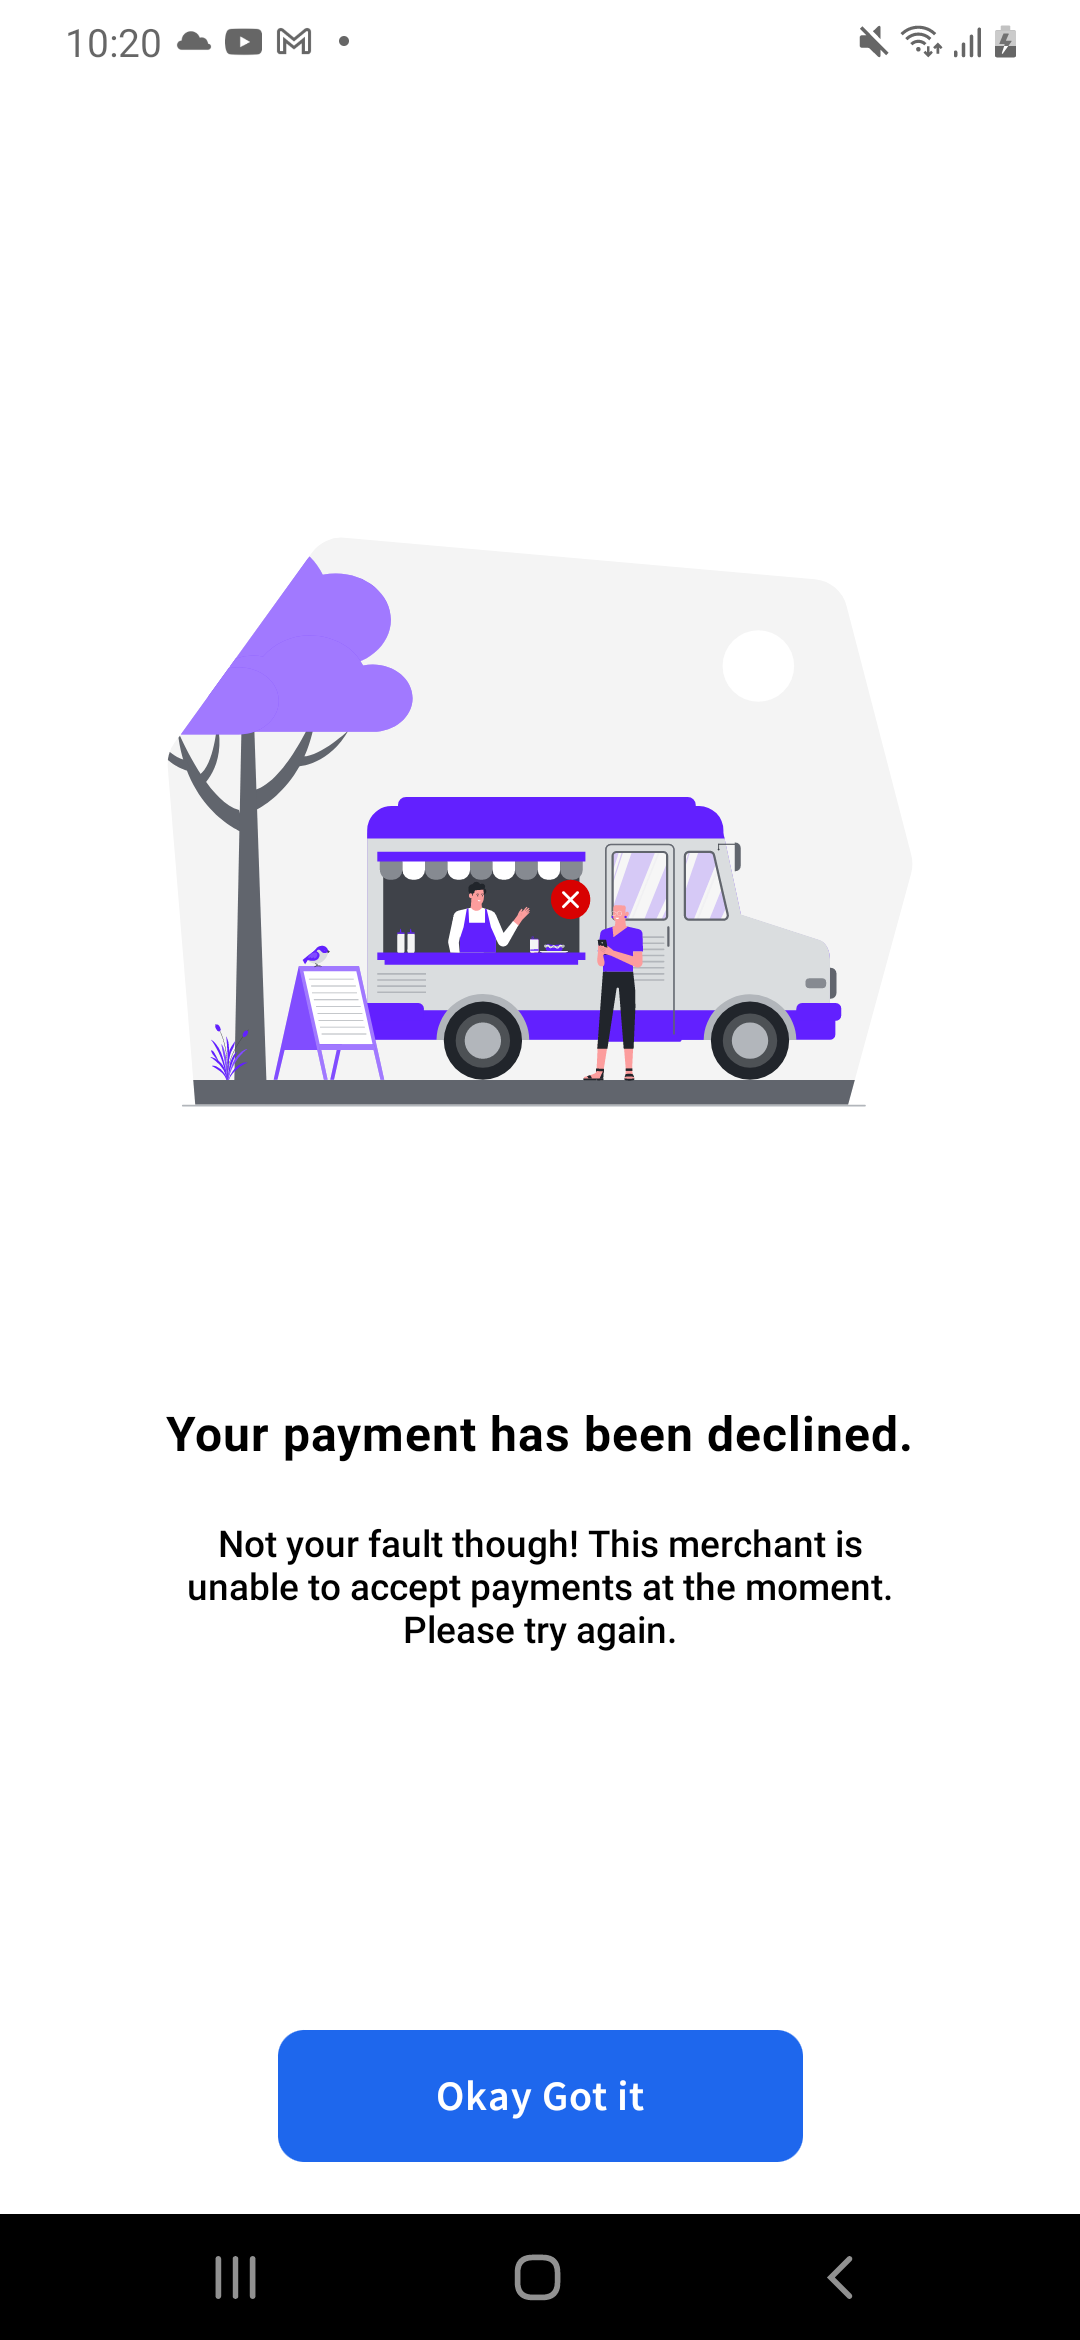 10:20
Your payment has been declined.
Not your fault though! This merchant is
unable to accept payments at the moment.
Please try again.
Okay Got it